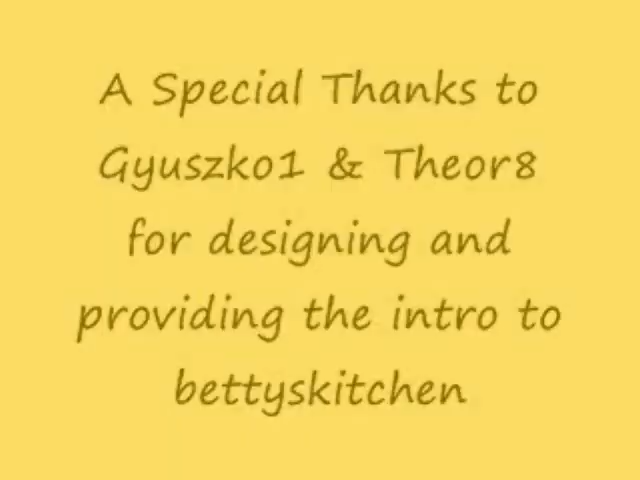 A Special Thanks to
Gyuszko1 & Theor8
for designing and
providing the intro to
bettyskitchen